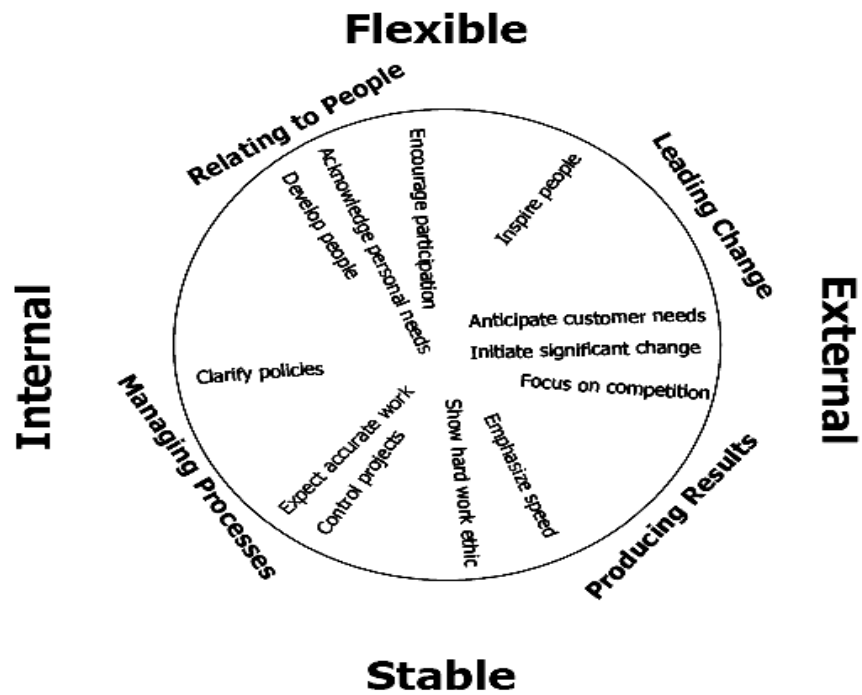 Flexible
Relating to People
Leading Change
Encourage participation
Acknowledge personal needs
Develop people
Inspire people
Internal
External
Anticipate customer needs
Initiate significant change
Focus on competition
Clarify policies
Expect accurate work
Control projects
Show hard work ethic
Emphasize speed
Managing Processes
Producing Results
Stable